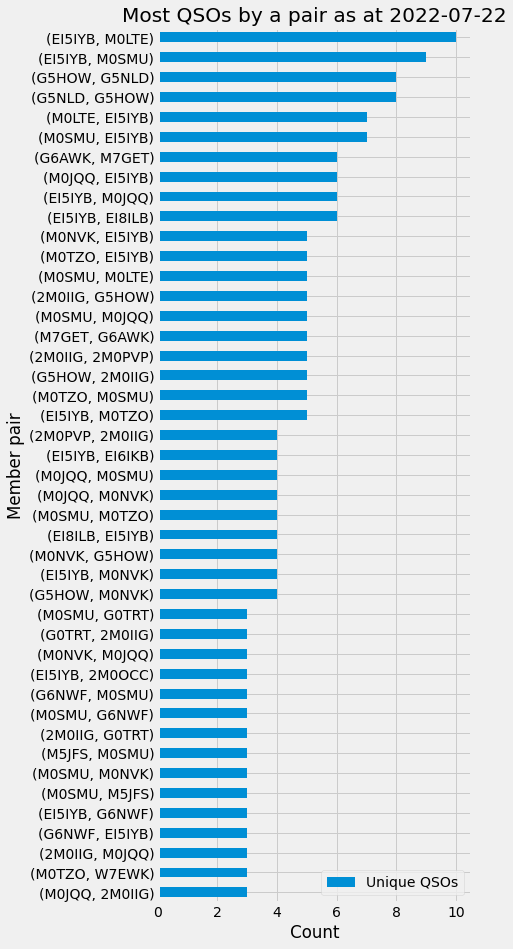 Most QSOs by a pair as at 2022-07-22
(EI5IYB, M0LTE)
(EI5IYB, M0SMU)
(G5HOW, G5NLD)
(G5NLD, G5HOW)
(M0LTE, EI5IYB)
(M0SMU, EI5IYB)
(G6AWK, M7GET)
(M0JQQ, EI5IYB)
(EI5IYB, M0JQQ)
(EI5IYB, EI8ILB)
(M0NVK, EI5IYB)
(M0TZO, EI5IYB)
(M0SMU, M0LTE)
(2M0IIG, G5HOW)
(M0SMU, M0JQQ)
(M7GET, G6AWK)
(2M0IIG, 2M0PVP)
(G5HOW, 2M0IIG)
(M0TZO, M0SMU)
(EI5IYB, M0TZO)
(2M0PVP, 2M0IIG)
(EI5IYB, EI6IKB)
(M0JQQ, M0SMU)
(M0JQQ, M0NVK)
(M0SMU, M0TZO)
(EI8ILB, EI5IYB)
(M0NVK, G5HOW)
(EI5IYB, M0NVK)
(G5HOW, M0NVK)
(M0SMU, G0TRT)
(G0TRT, 2M0IIG)
(M0NVK, M0JQQ)
(EI5IYB, 2M0OCC)
(G6NWF, M0SMU)
(M0SMU, G6NWF)
(2M0IIG, G0TRT)
(M5JFS, M0SMU)
(M0SMU, M0NVK)
(M0SMU, M5JFS)
(EI5IYB, G6NWF)
(G6NWF, EI5IYB)
(2M0IIG, M0JQQ)
(M0TZO, W7EWK)
(M0JQQ, 2M0IIG)
Member pair
Unique QSOs
0 2 4 6 8 10
Count